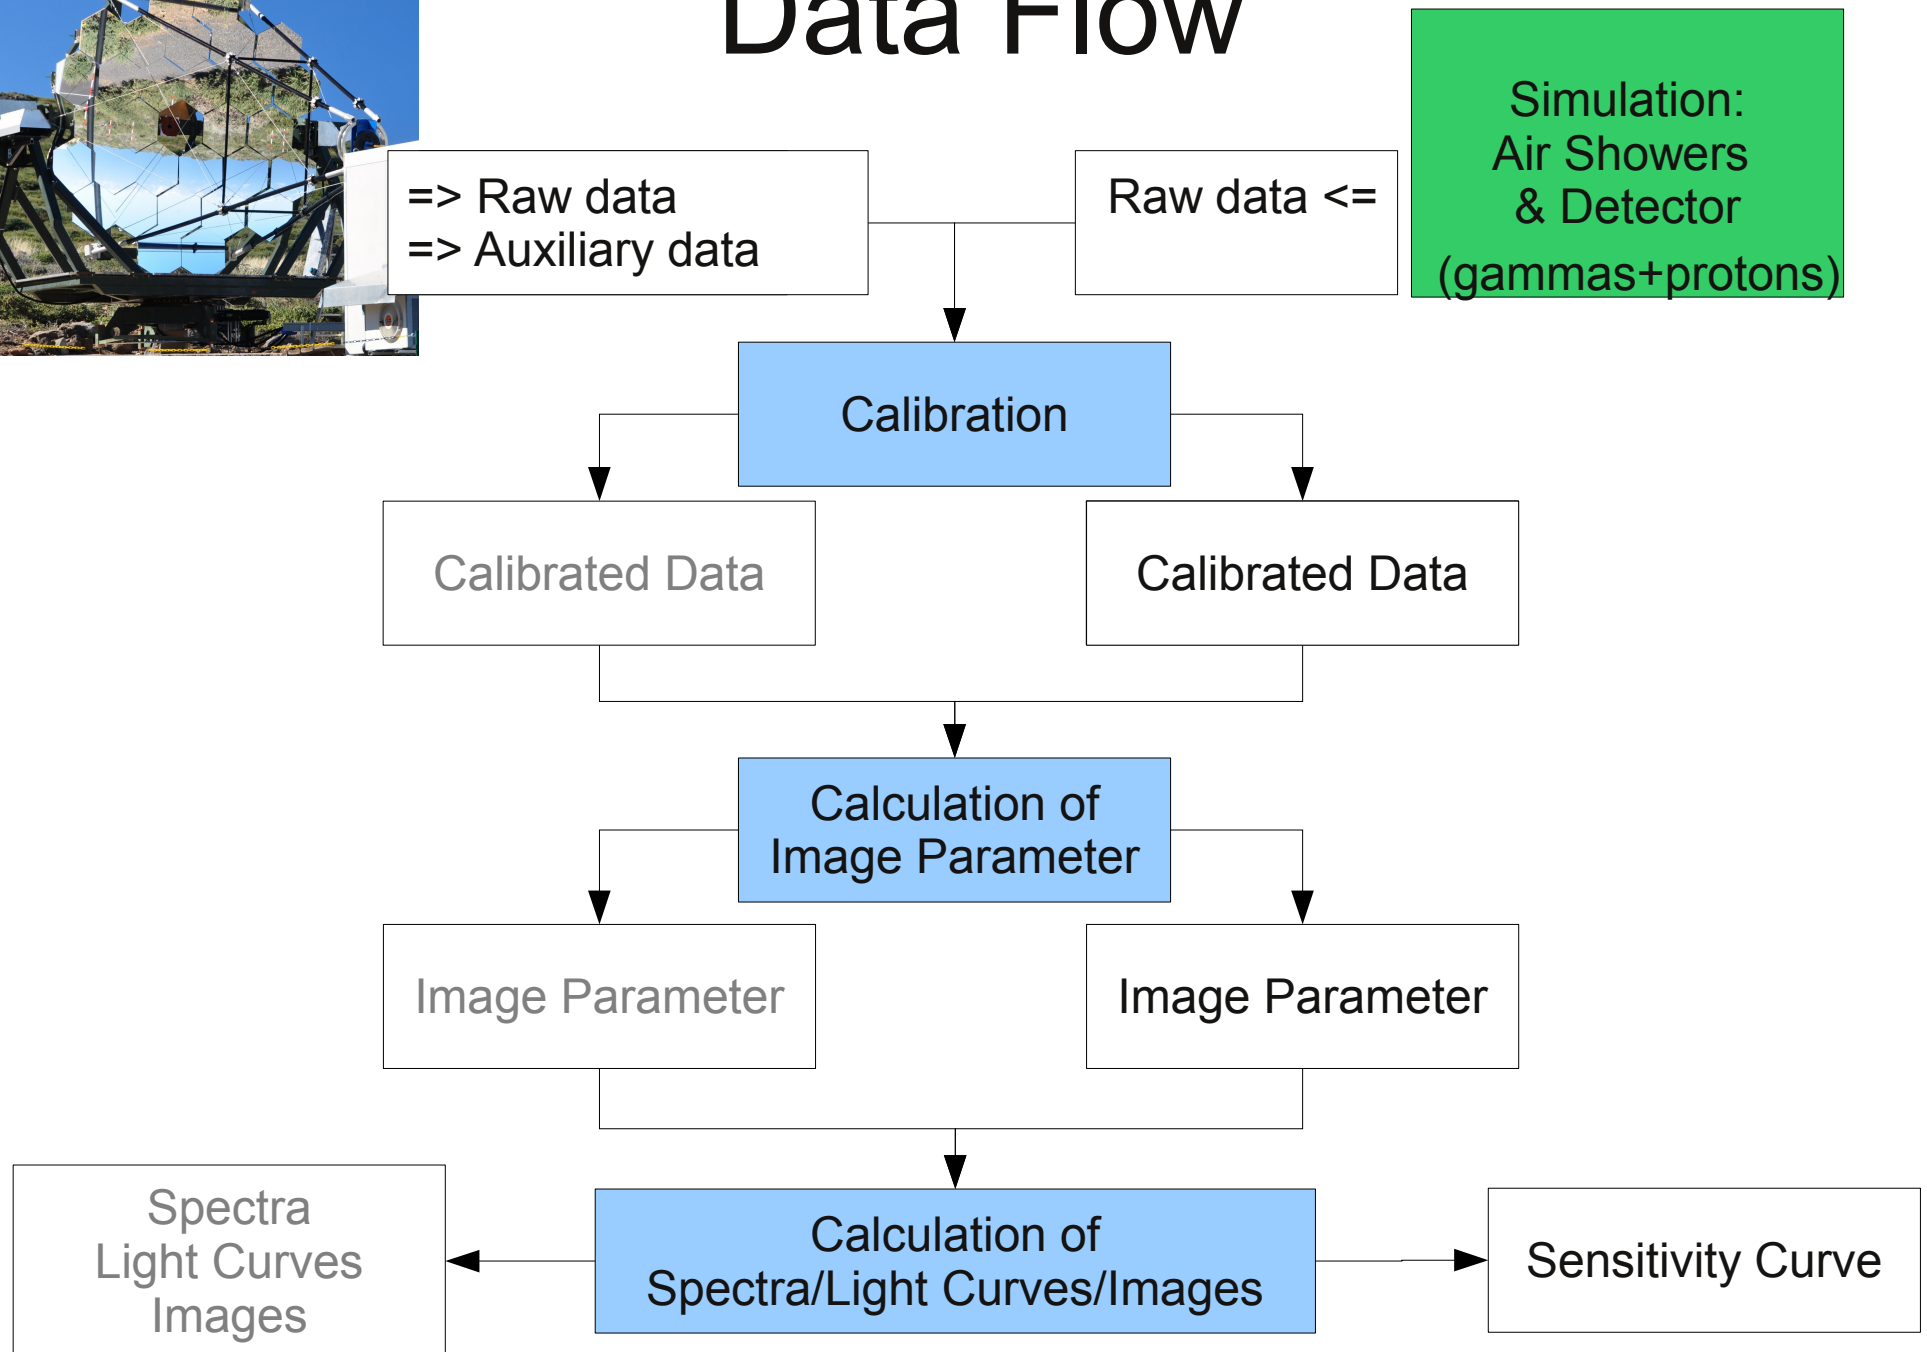 Data Flow
Simulation:
Air Showers
& Detector
(gammas+protons)
=> Raw data
=> Auxiliary data
Raw data <=
Calibration
Calibrated Data
Calibrated Data
Calculation of
Image Parameter
Image Parameter
Image Parameter
Spectra
Light Curves
Images
Calculation of
Spectra/Light Curves/Images
Sensitivity Curve